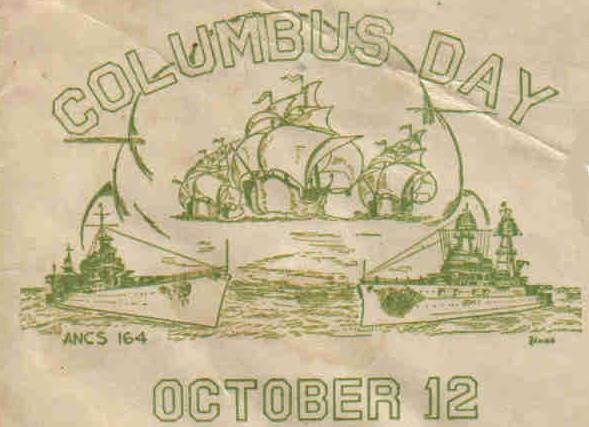 COLUMBUS DAY
ANCS 164
OCTOBER 12